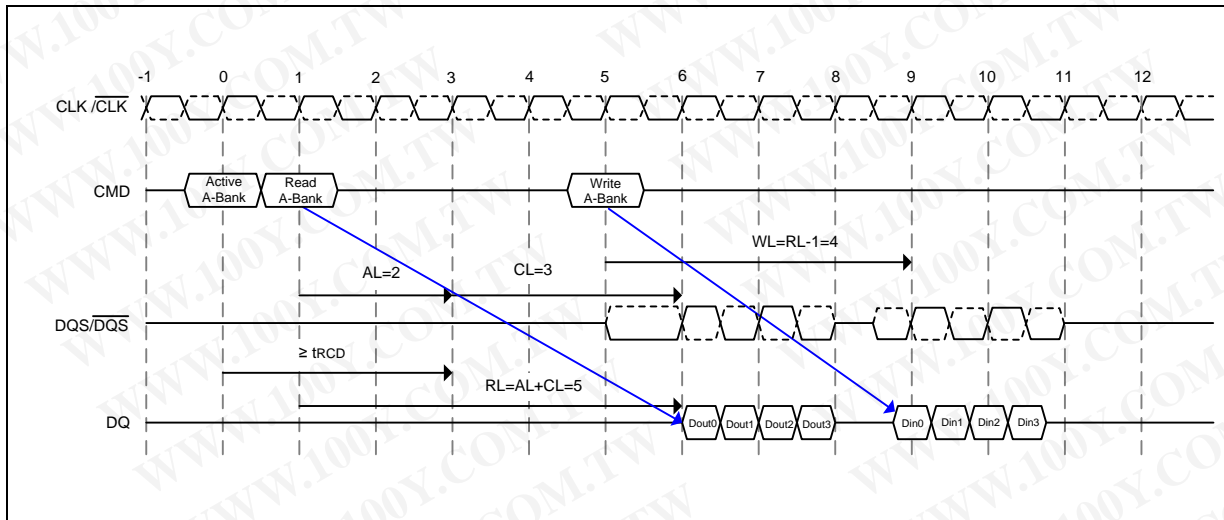 -1 0 1 2 3 4 5 6 7 8 9 10 11 12
CLK /CLK
CMD
Active
A-Bank
Read
A-Bank
Write
A-Bank
WL=RL-1=4
AL=2
CL=3
DQS/DQS
≥ tRCD
RL=AL+CL=5
DQ
Dout0 Dout1 Dout2 Dout3
Din0 Din1 Din2 Din3
WWW.100Y.COM.TW